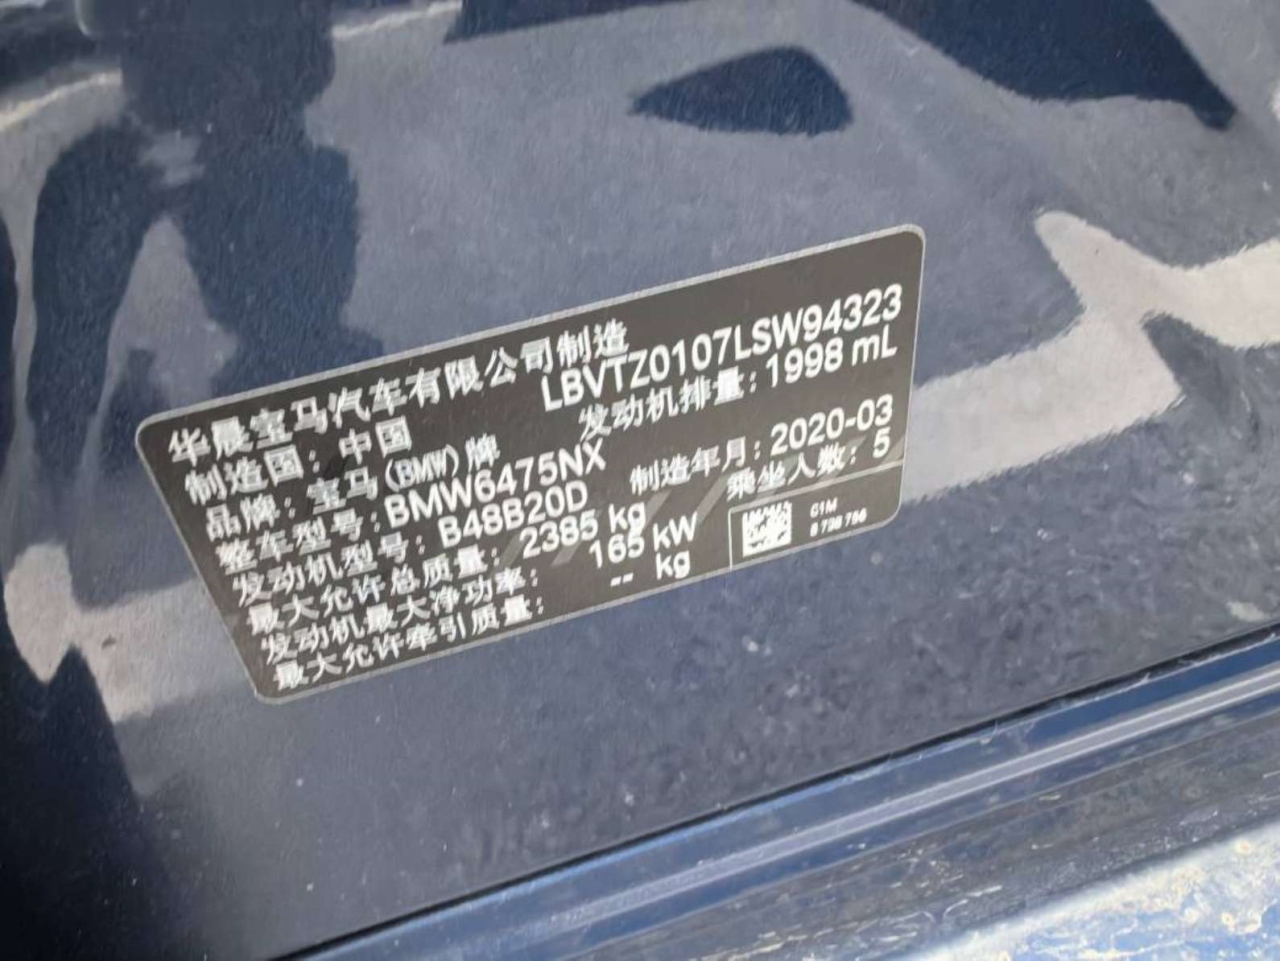 华晨宝马汽车有限公司制造
制造国：中国
LBVTZ0107LSW94323
品牌：宝马(BMW)牌
发动机排量：1998 mL
整车型号：BMW6475NX
发动机型号：B48B20D
制造年月：2020-03
最大允许总质量：2385 kg
乘坐人数：5
发动机最大净功率：165 kW
最大允许牵引质量：-- kg